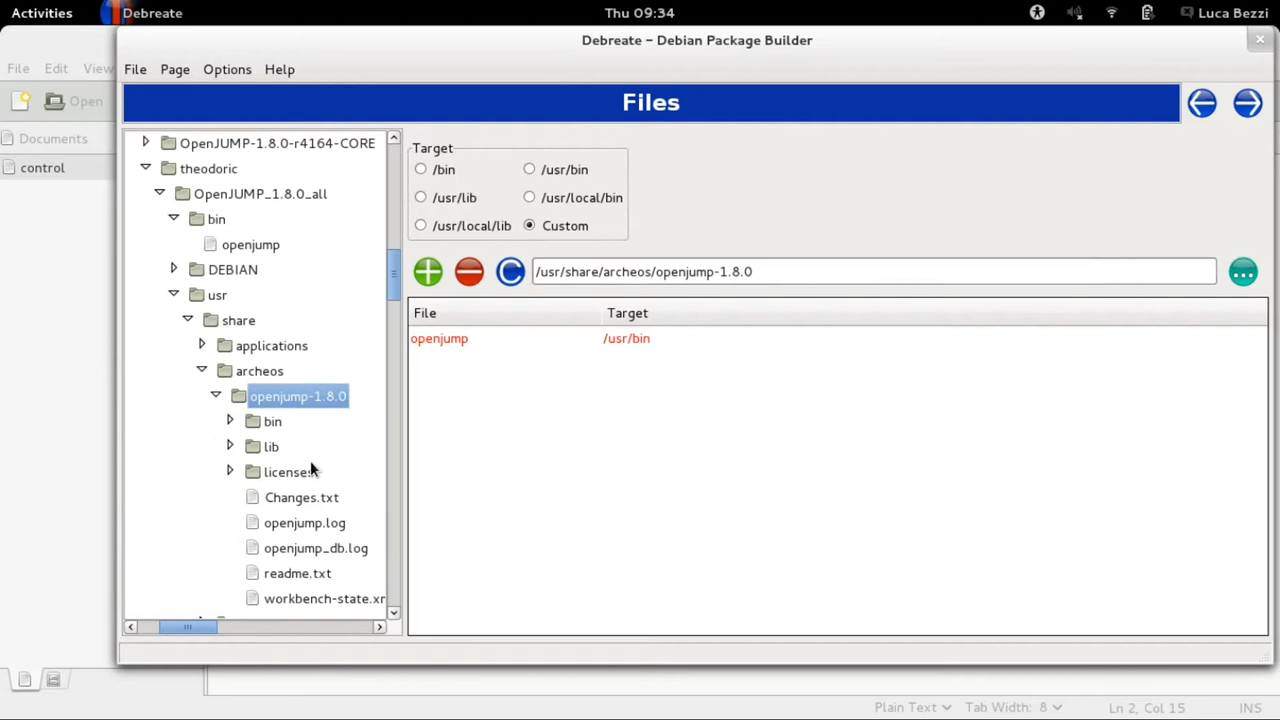 Activities
Debreate
Thu 09:34
Luca Bezzi
Debreate – Debian Package Builder
File Edit View
Open
Documents
control
File Page Options Help
Files
OpenJUMP-1.8.0-r4164-CORE
theodoric
OpenJUMP_1.8.0_all
bin
openjump
DEBIAN
usr
share
applications
archeos
openjump-1.8.0
bin
lib
licenses
Changes.txt
openjump.log
openjump_db.log
readme.txt
workbench-state.xr
Target
/bin /usr/bin
/usr/lib /usr/local/bin
/usr/local/lib Custom
/usr/share/archeos/openjump-1.8.0
File Target
openjump /usr/bin
Plain Text Tab Width: 8 Ln 2, Col 15 INS